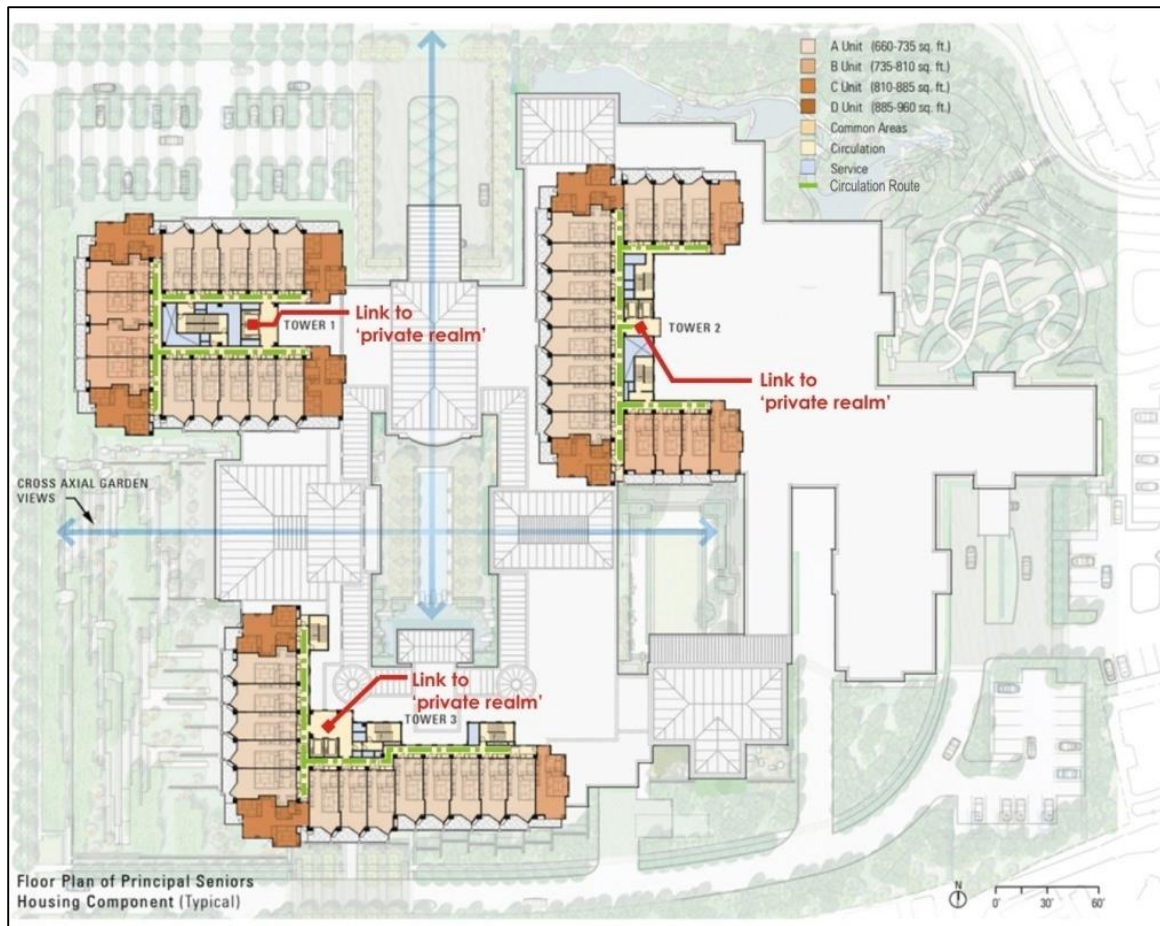 A Unit (660-735 sq. ft.)
B Unit (735-810 sq. ft.)
C Unit (810-885 sq. ft.)
D Unit (885-960 sq. ft.)
Common Areas
Circulation
Service
Circulation Route
TOWER 1
Link to
‘private realm’
TOWER 2
Link to
‘private realm’
CROSS AXIAL GARDEN
VIEWS
Link to
‘private realm’
TOWER 3
Floor Plan of Principal Seniors
Housing Component (Typical)
N
0' 30' 60'